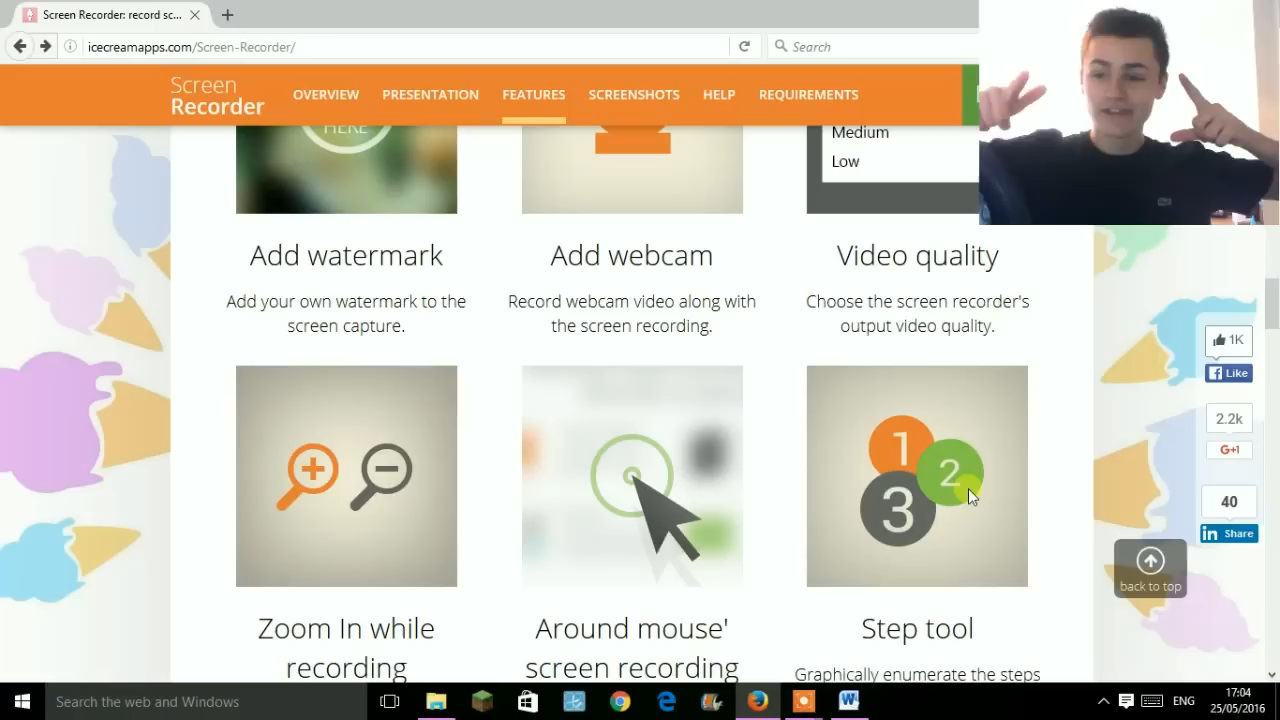 Screen Recorder: record sc...
icecreamapps.com/Screen-Recorder/
Search
Screen
Recorder
OVERVIEW
PRESENTATION
FEATURES
SCREENSHOTS
HELP
REQUIREMENTS
HERE
Medium
Low
Add watermark
Add your own watermark to the
screen capture.
Add webcam
Record webcam video along with
the screen recording.
Video quality
Choose the screen recorder's
output video quality.
1
2
3
Zoom In while
recording
Around mouse'
screen recording
Step tool
Graphically enumerate the steps
1K
Like
2.2k
G+1
40
in Share
back to top
Search the web and Windows
ENG
17:04
25/05/2016